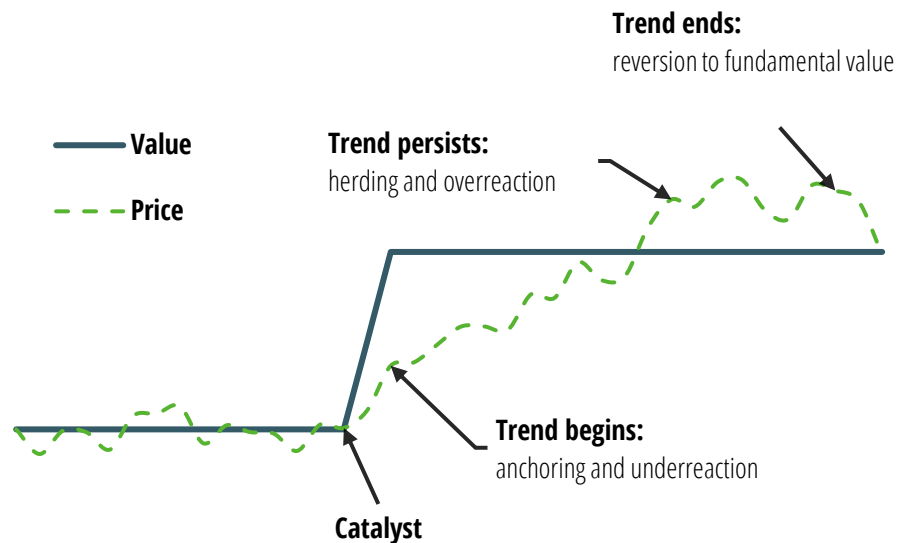 Trend ends:
reversion to fundamental value
Value
Trend persists:
herding and overreaction
Price
Trend begins:
anchoring and underreaction
Catalyst